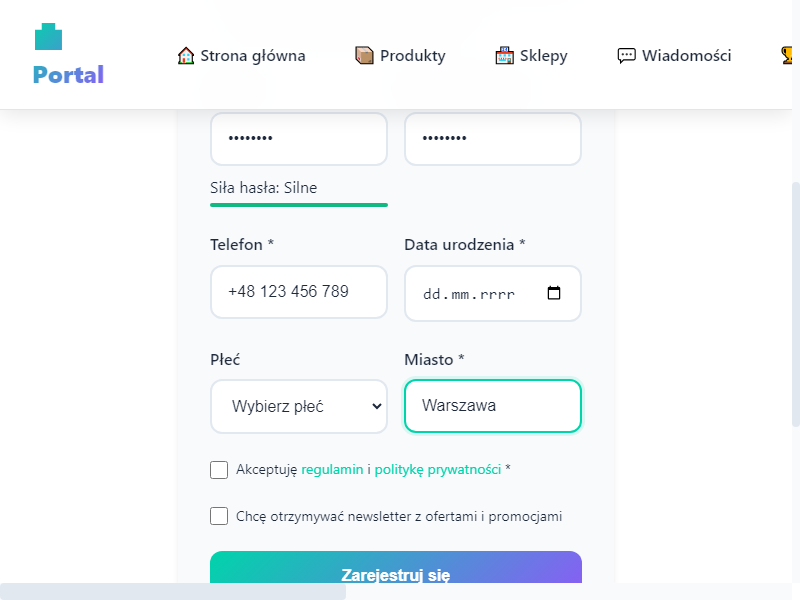 Portal
Strona główna
Produkty
Sklepy
Wiadomości
•••••••• ••••••••
Siła hasła: Silne
Telefon * Data urodzenia *
+48 123 456 789 dd.mm.rrrr
Płeć Miasto *
Wybierz płeć Warszawa
Akceptuję regulamin i politykę prywatności *
Chcę otrzymywać newsletter z ofertami i promocjami
Zarejestruj się